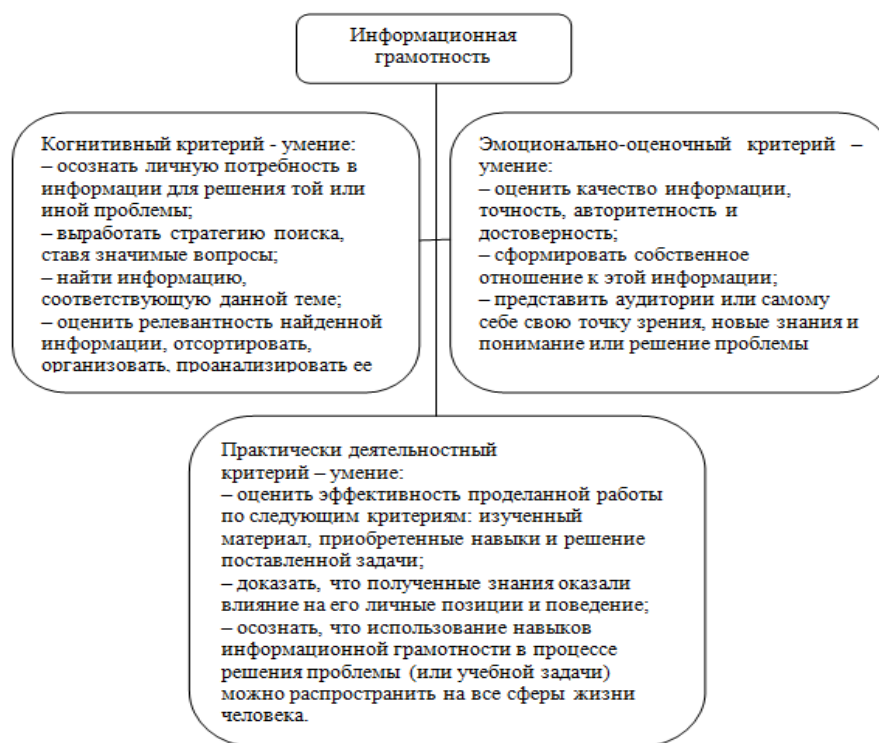 Информационная
грамотность
Когнитивный критерий - умение:
– осознать личную потребность в
информации для решения той или
иной проблемы;
– выработать стратегию поиска,
ставя значимые вопросы;
– найти информацию,
соответствующую данной теме;
– оценить релевантность найденной
информации, отсортировать,
организовать, проанализировать ее
Эмоционально-оценочный критерий –
умение:
– оценить качество информации,
точность, авторитетность и
достоверность;
– сформировать собственное
отношение к этой информации;
– представить аудитории или самому
себе свою точку зрения, новые знания и
понимание или решение проблемы
Практически деятельностный
критерий – умение:
– оценить эффективность проделанной работы
по следующим критериям: изученный
материал, приобретенные навыки и решение
поставленной задачи;
– доказать, что полученные знания оказали
влияние на его личные позиции и поведение;
– осознать, что использование навыков
информационной грамотности в процессе
решения проблемы (или учебной задачи)
можно распространить на все сферы жизни
человека.